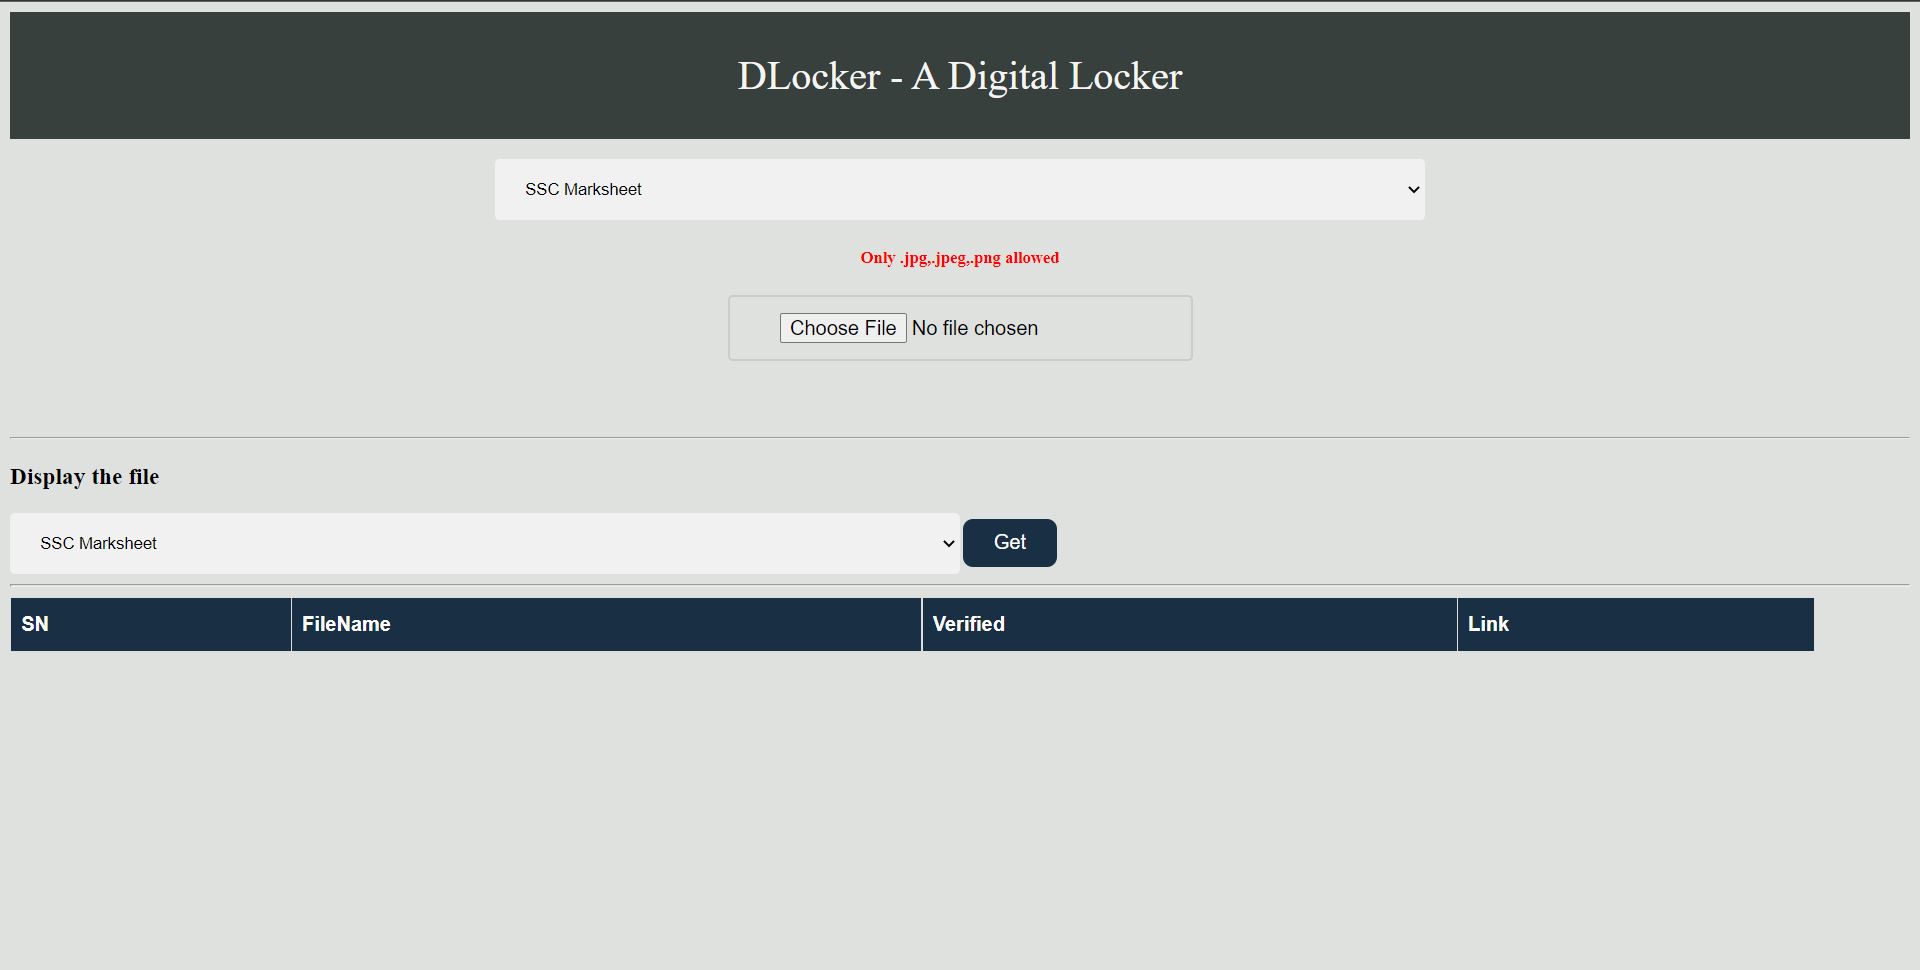 DLocker - A Digital Locker
SSC Marksheet
Only .jpg,.jpeg,.png allowed
Choose File No file chosen
Display the file
SSC Marksheet
Get
SN FileName Verified Link